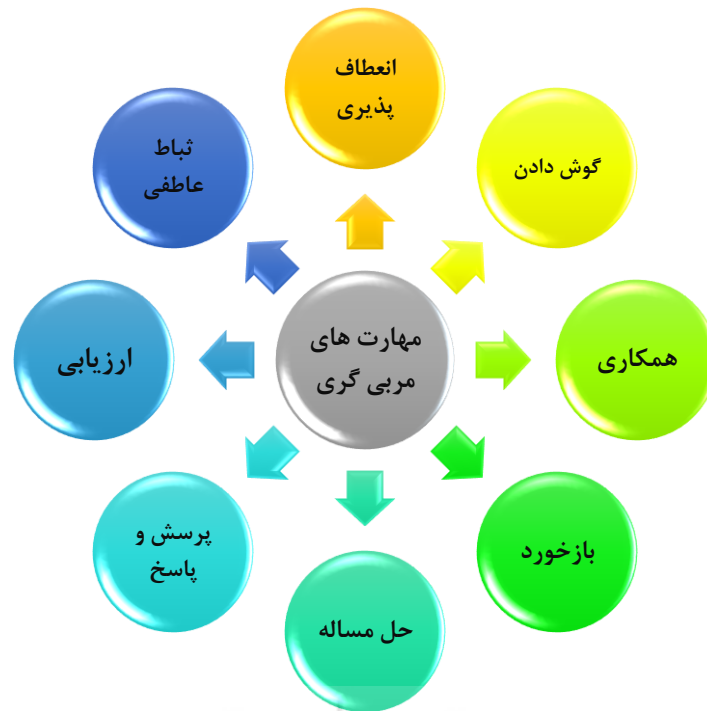 انعطاف
پذیری
گوش دادن
همکاری
بازخورد
حل مساله
پرسش و
پاسخ
ارزیابی
ثباط
عاطفی
مهارت های
مربی گری